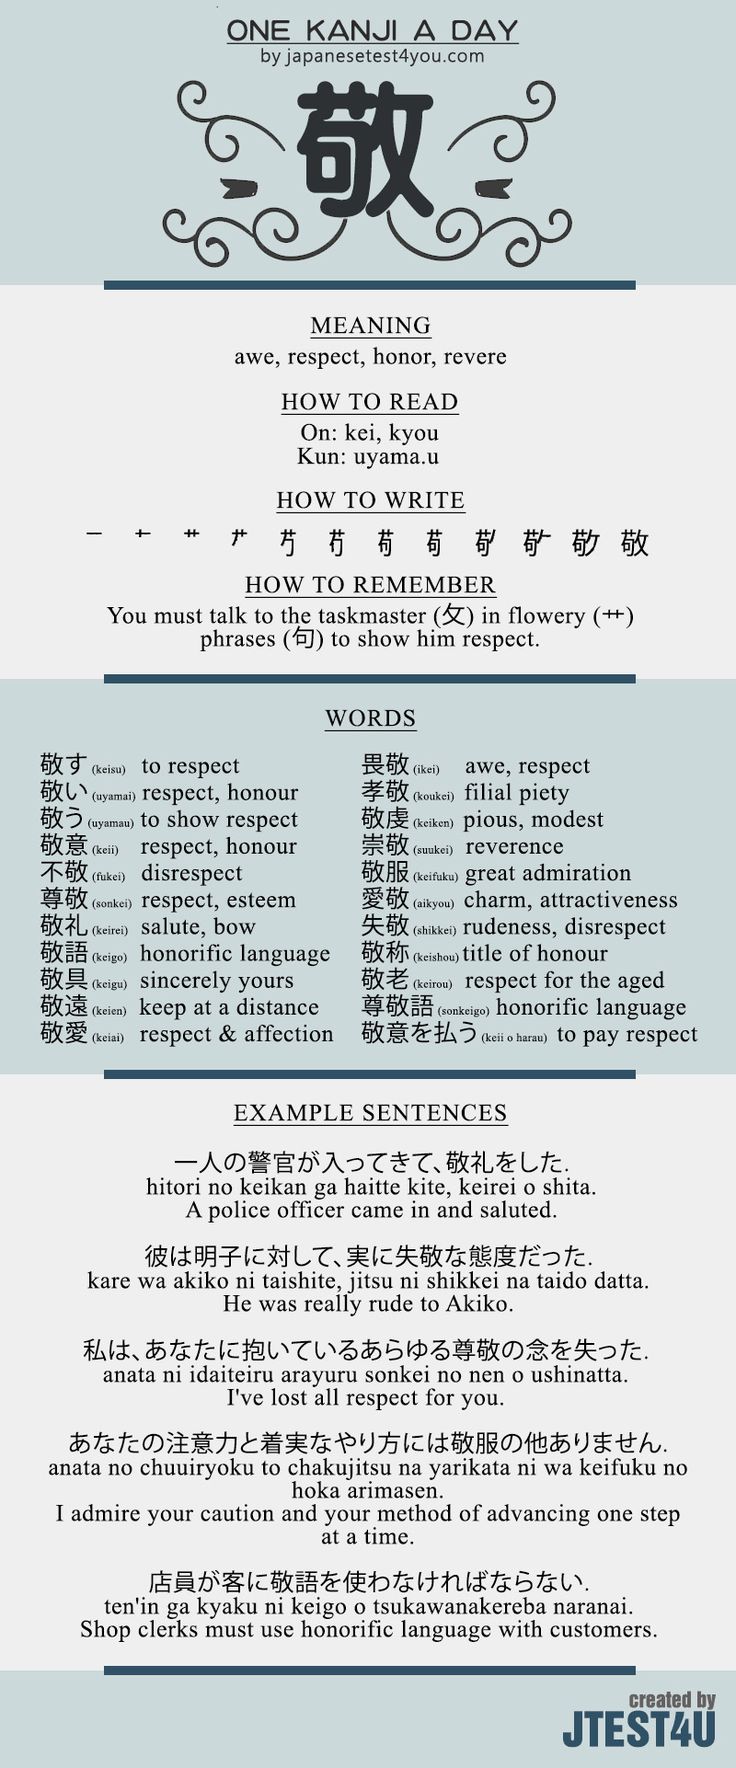 ONE KANJI A DAY
by japanesetest4you.com
敬
MEANING
awe, respect, honor, revere
HOW TO READ
On: kei, kyou
Kun: uyama.u
HOW TO WRITE
敬
HOW TO REMEMBER
You must talk to the taskmaster (攵) in flowery (艹)
phrases (句) to show him respect.
WORDS
敬す (keisu) to respect
敬い (uyamai) respect, honour
敬う (uyamau) to show respect
敬意 (keii) respect, honour
不敬 (fukei) disrespect
尊敬 (sonkei) respect, esteem
敬礼 (keirei) salute, bow
敬語 (keigo) honorific language
敬具 (keigu) sincerely yours
敬遠 (keien) keep at a distance
敬愛 (keiai) respect & affection
畏敬 (ikei) awe, respect
孝敬 (koukei) filial piety
敬虔 (keiken) pious, modest
崇敬 (suukei) reverence
敬服 (keifuku) great admiration
愛敬 (aikyou) charm, attractiveness
失敬 (shikkei) rudeness, disrespect
敬称 (keishou) title of honour
敬老 (keirou) respect for the aged
尊敬語 (sonkeigo) honorific language
敬意を払う (keii o harau) to pay respect
EXAMPLE SENTENCES
一人の警官が入ってきて、敬礼をした.
hitori no keikan ga haitte kite, keirei o shita.
A police officer came in and saluted.
彼は明子に対して、実に失敬な態度だった.
kare wa akiko ni taishite, jitsu ni shikkei na taido datta.
He was really rude to Akiko.
私は、あなたに抱いているあらゆる尊敬の念を失った.
anata ni idaiteiru arayuru sonkei no nen o ushinatta.
I've lost all respect for you.
あなたの注意力と着実なやり方には敬服の他ありません.
anata no chuuiryoku to chakujitsu na yarikata ni wa keifuku no
hoka arimasen.
I admire your caution and your method of advancing one step
at a time.
店員が客に敬語を使わなければならない.
ten'in ga kyaku ni keigo o tsukawanakereba naranai.
Shop clerks must use honorific language with customers.
created by
JTEST4U